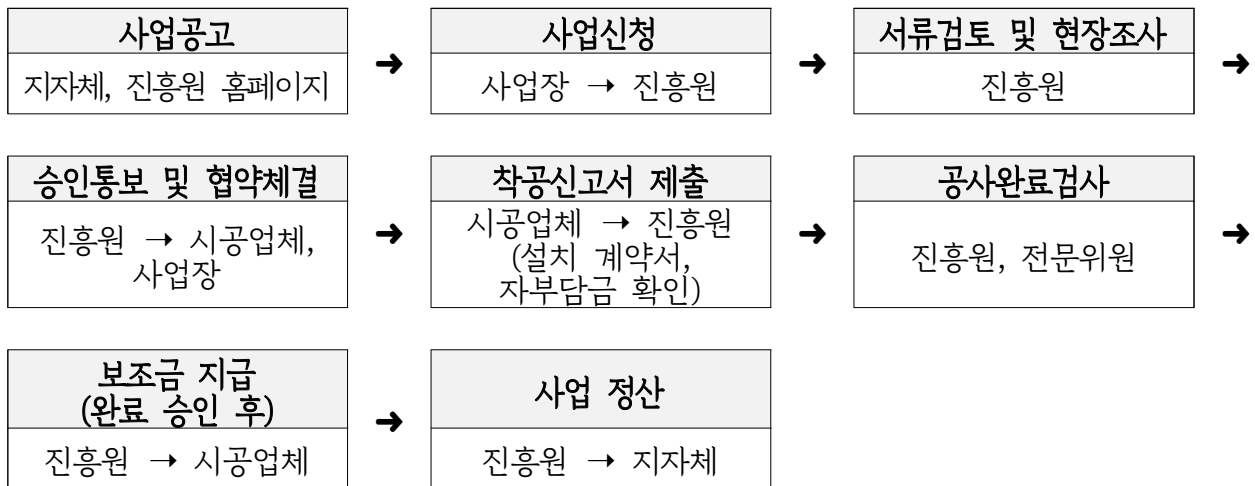 사업공고
지자체, 진흥원 홈페이지
➜
사업신청
사업장 → 진흥원
➜
서류검토 및 현장조사
진흥원
➜
승인통보 및 협약체결
진흥원 → 시공업체,
사업장
➜
착공신고서 제출
시공업체 → 진흥원
(설치 계약서,
자부담금 확인)
➜
공사완료검사
진흥원, 전문위원
➜
보조금 지급
(완료 승인 후)
진흥원 → 시공업체
➜
사업 정산
진흥원 → 지자체